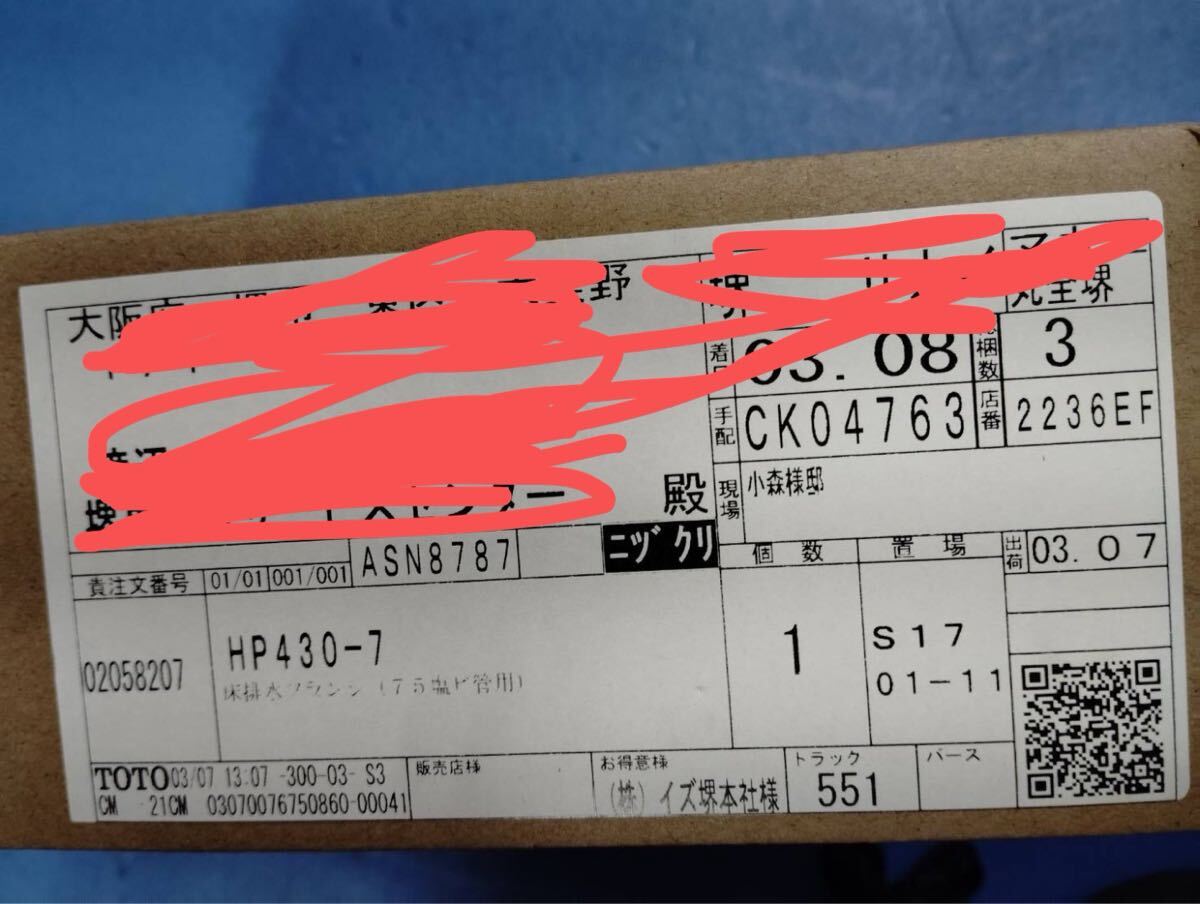 大阪
野
堺
丸全堺
着
03.08
梱数
3
殿
手配
CK04763
店番
2236EF
現場
小森様邸
貴注文番号
01/01
001/001
ASN8787
ニヅクリ
個数
置場
出荷
03.07
02058207
HP430-7
床排水フランジ(75塩ビ管用)
1
S17
01-11
TOTO 03/07 13:07 -300-03- S3
CM 21CM 03070076750860-00041
販売店様
お得意様
(株) イズ堺本社様
トラック
551
バース